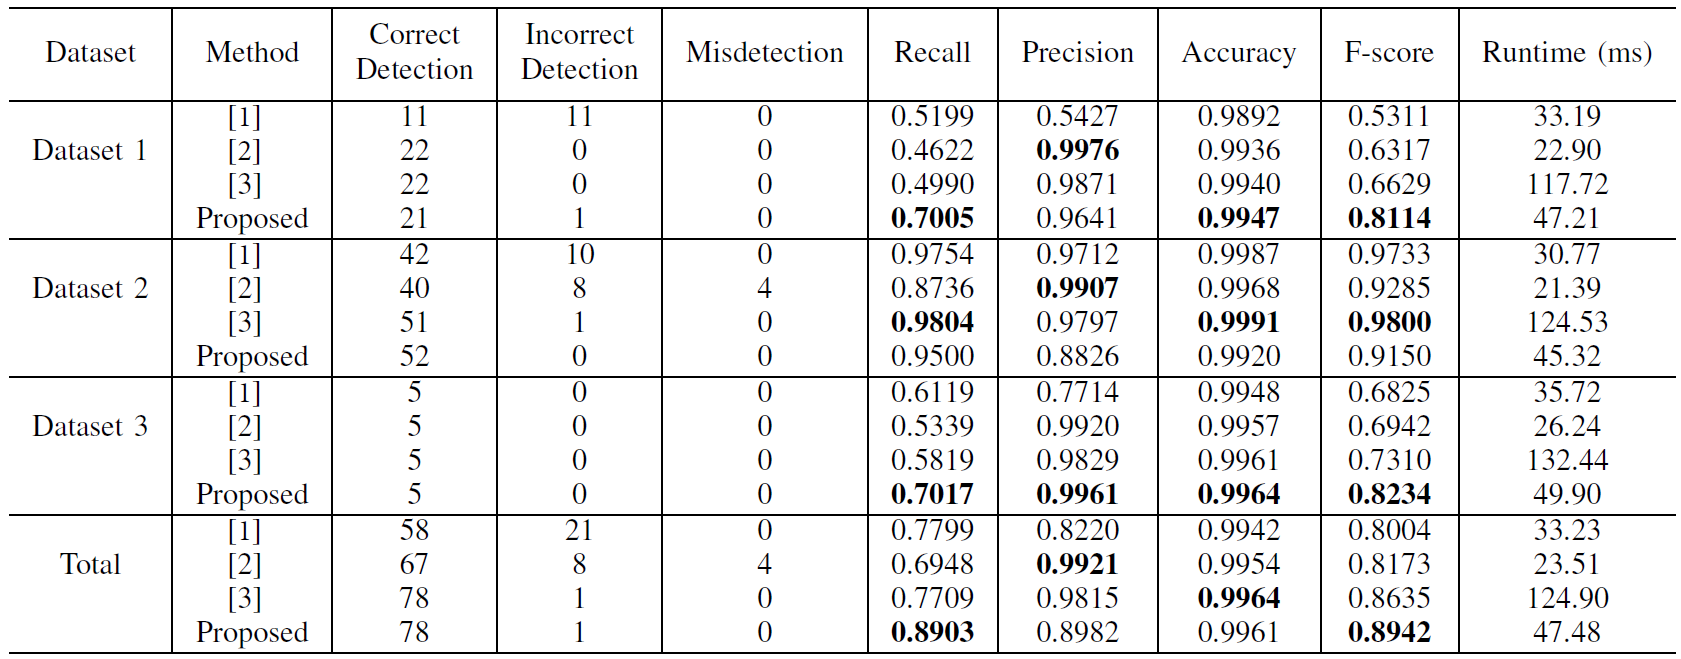 Dataset Method Correct Detection Incorrect Detection Misdetection Recall Precision Accuracy F-score Runtime (ms)
[1] 11 11 0 0.5199 0.5427 0.9892 0.5311 33.19
Dataset 1 [2] 22 0 0 0.4622 0.9976 0.9936 0.6317 22.90
[3] 22 0 0 0.4990 0.9871 0.9940 0.6629 117.72
Proposed 21 1 0 0.7005 0.9641 0.9947 0.8114 47.21
[1] 42 10 0 0.9754 0.9712 0.9987 0.9733 30.77
Dataset 2 [2] 40 8 4 0.8736 0.9907 0.9968 0.9285 21.39
[3] 51 1 0 0.9804 0.9797 0.9991 0.9800 124.53
Proposed 52 0 0 0.9500 0.8826 0.9920 0.9150 45.32
[1] 5 0 0 0.6119 0.7714 0.9948 0.6825 35.72
Dataset 3 [2] 5 0 0 0.5339 0.9920 0.9957 0.6942 26.24
[3] 5 0 0 0.5819 0.9829 0.9961 0.7310 132.44
Proposed 5 0 0 0.7017 0.9961 0.9964 0.8234 49.90
[1] 58 21 0 0.7799 0.8220 0.9942 0.8004 33.23
Total [2] 67 8 4 0.6948 0.9921 0.9954 0.8173 23.51
[3] 78 1 0 0.7709 0.9815 0.9964 0.8635 124.90
Proposed 78 1 0 0.8903 0.8982 0.9961 0.8942 47.48